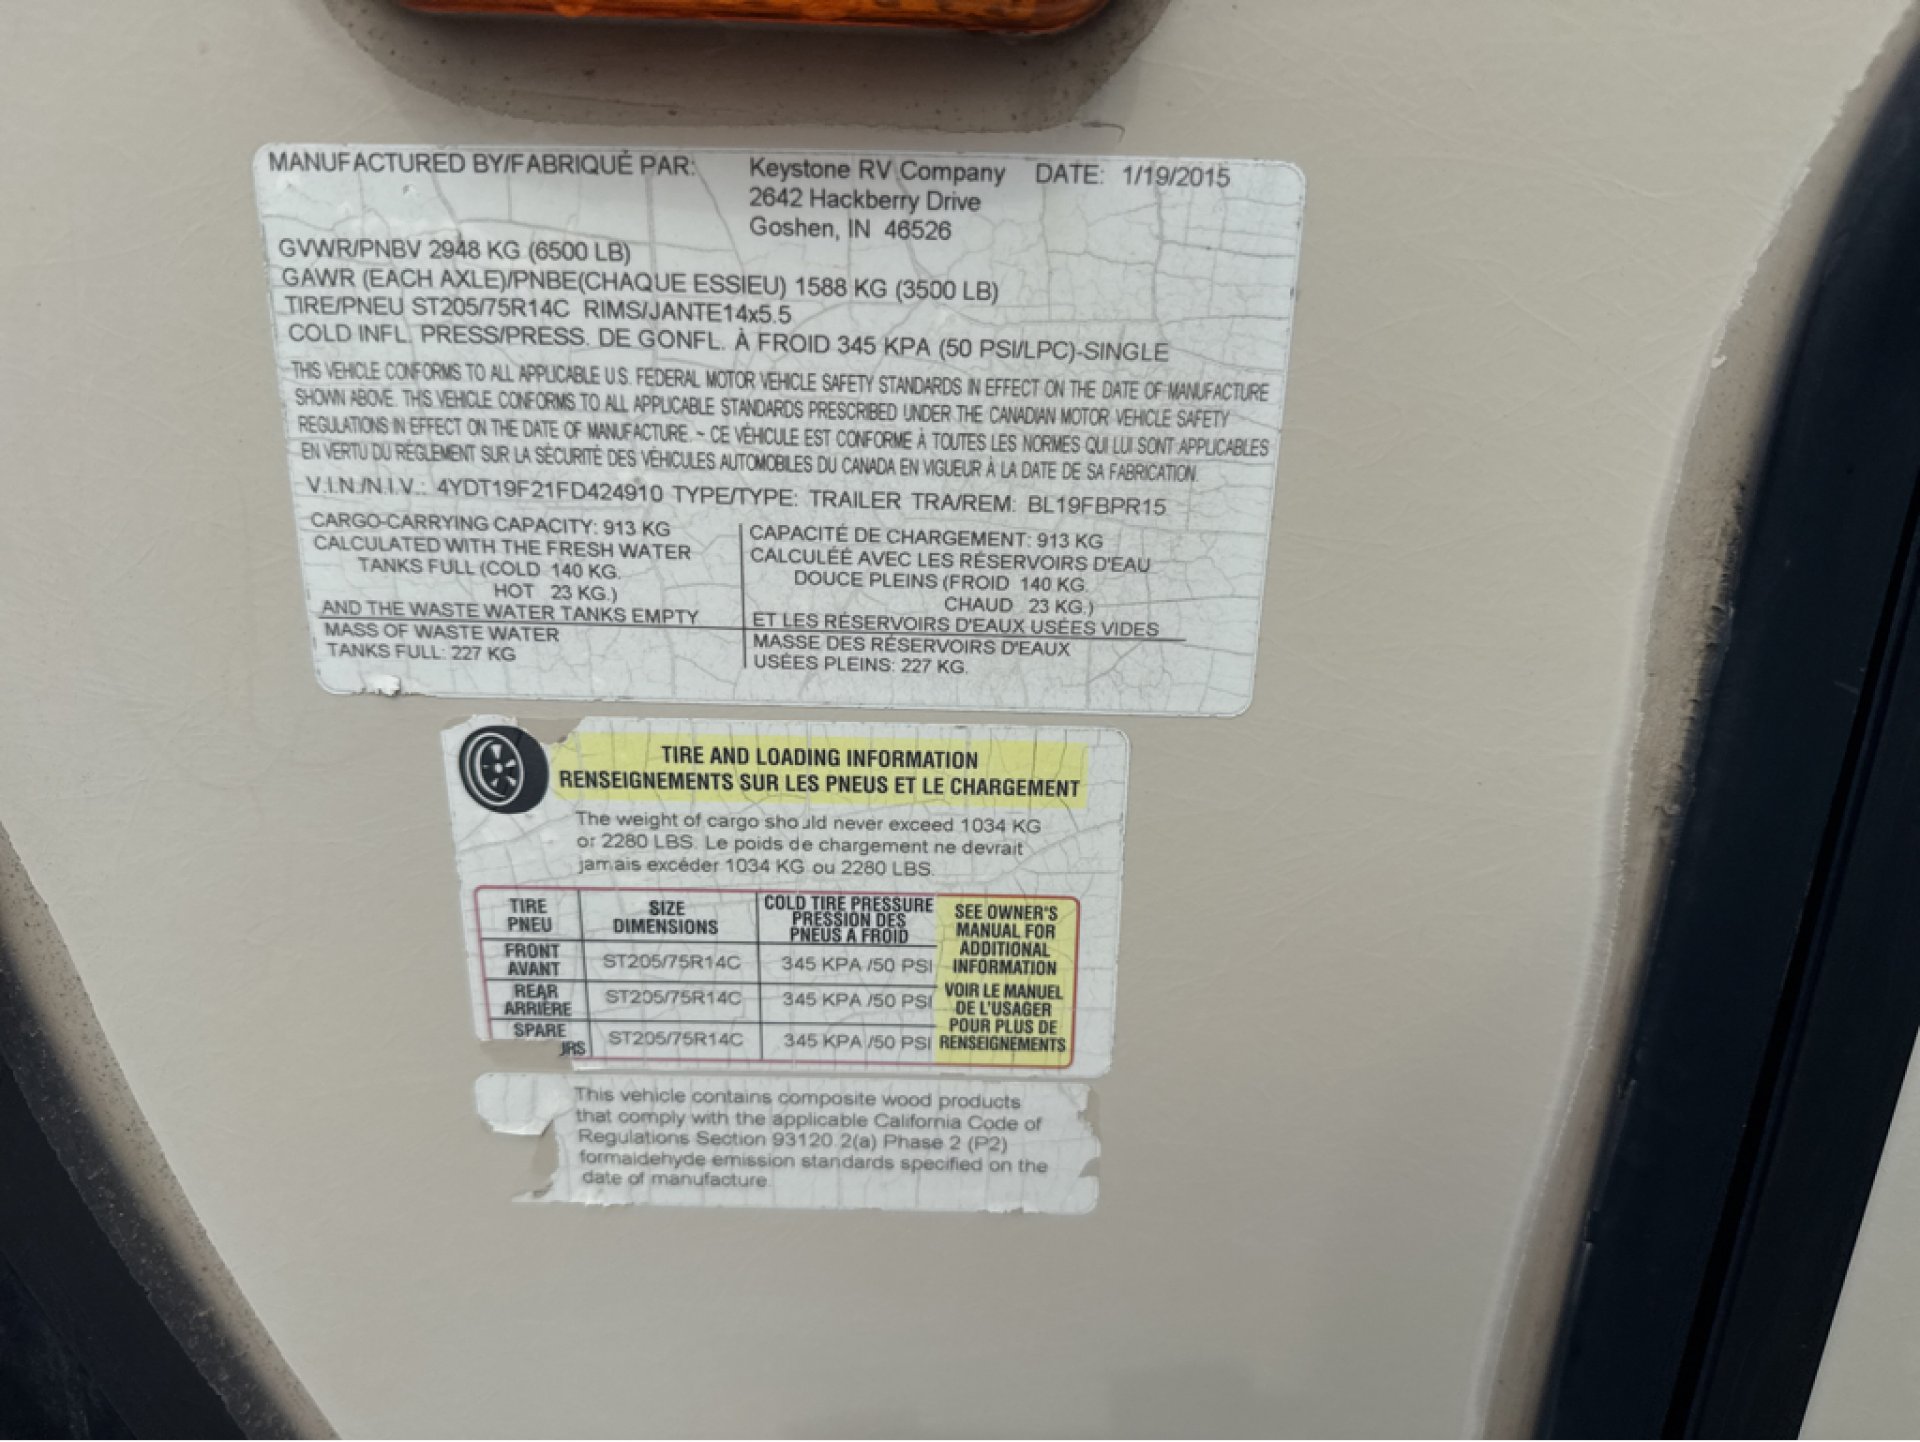 MANUFACTURED BY/FABRIQUÉ PAR: Keystone RV Company DATE: 1/19/2015
2642 Hackberry Drive
Goshen, IN 46526
GVWR/PNBV 2948 KG (6500 LB)
GAWR (EACH AXLE)/PNBE(CHAQUE ESSIEU) 1588 KG (3500 LB)
TIRE/PNEU ST205/75R14C RIMS/JANTE14x5.5
COLD INFL. PRESS/PRESS. DE GONFL. À FROID 345 KPA (50 PSI/LPC)-SINGLE
THIS VEHICLE CONFORMS TO ALL APPLICABLE U.S. FEDERAL MOTOR VEHICLE SAFETY STANDARDS IN EFFECT ON THE DATE OF MANUFACTURE
SHOWN ABOVE. THIS VEHICLE CONFORMS TO ALL APPLICABLE STANDARDS PRESCRIBED UNDER THE CANADIAN MOTOR VEHICLE SAFETY
REGULATIONS IN EFFECT ON THE DATE OF MANUFACTURE. ~ CE VÉHICULE EST CONFORME À TOUTES LES NORMES QUI LUI SONT APPLICABLES
EN VERTU DU RÉGLEMENT SUR LA SÉCURITÉ DES VÉHICULES AUTOMOBILES DU CANADA EN VIGUEUR À LA DATE DE SA FABRICATION.
V.I.N./N.I.V.: 4YDT19F21FD424910 TYPE/TYPE: TRAILER TRA/REM: BL19FBPR15
CARGO-CARRYING CAPACITY: 913 KG
CALCULATED WITH THE FRESH WATER
TANKS FULL (COLD 140 KG.
HOT 23 KG.)
AND THE WASTE WATER TANKS EMPTY
MASS OF WASTE WATER
TANKS FULL: 227 KG
CAPACITÉ DE CHARGEMENT: 913 KG
CALCULÉÉ AVEC LES RÉSERVOIRS D'EAU
DOUCE PLEINS (FROID 140 KG.
CHAUD 23 KG.)
ET LES RÉSERVOIRS D'EAUX USÉES VIDES
MASSE DES RÉSERVOIRS D'EAUX
USÉES PLEINS: 227 KG.
TIRE AND LOADING INFORMATION
RENSEIGNEMENTS SUR LES PNEUS ET LE CHARGEMENT
The weight of cargo should never exceed 1034 KG
or 2280 LBS. Le poids de chargement ne devrait
jamais excéder 1034 KG ou 2280 LBS.
TIRE
PNEU
SIZE
DIMENSIONS
COLD TIRE PRESSURE
PRESSION DES
PNEUS A FROID
FRONT
AVANT
ST205/75R14C
345 KPA /50 PSI
REAR
ARRIÈRE
ST205/75R14C
345 KPA /50 PSI
SPARE
ST205/75R14C
345 KPA /50 PSI
SEE OWNER'S
MANUAL FOR
ADDITIONAL
INFORMATION
VOIR LE MANUEL
DE L'USAGER
POUR PLUS DE
RENSEIGNEMENTS
This vehicle contains composite wood products
that comply with the applicable California Code of
Regulations Section 93120.2(a) Phase 2 (P2)
formaldehyde emission standards specified on the
date of manufacture.